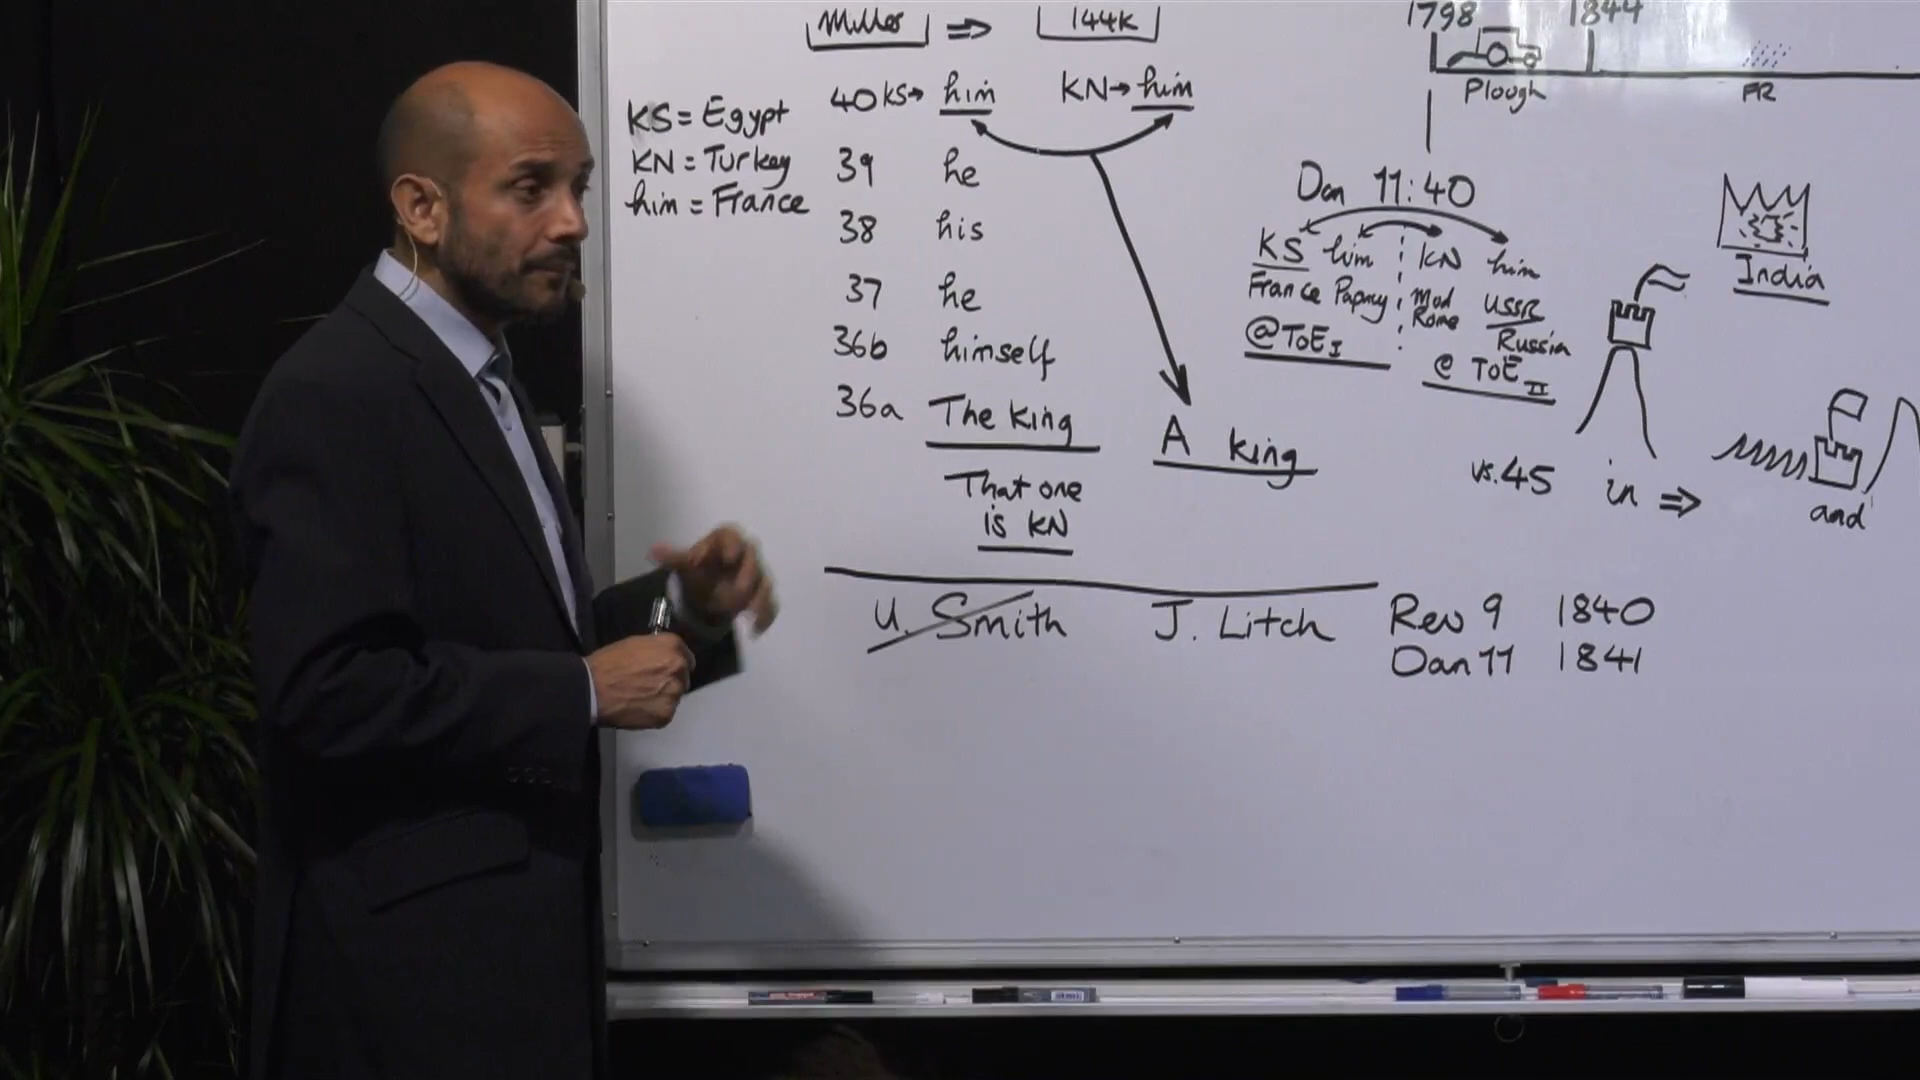 Miller ⇒ 144K
KS = Egypt
KN = Turkey
him = France
40 KS→ him KN→ him
39 he
38 his
37 he
36b himself
36a The King
A king
That one
is KN
U. Smith J. Litch
Rev 9 1840
Dan 11 1841
1798 1844
Plough FR
Dan 11:40
KS him KN him
France Papacy Mod Rome USSR
Russia
@ToE I
@ ToE II
India
vs. 45 in ⇒ and